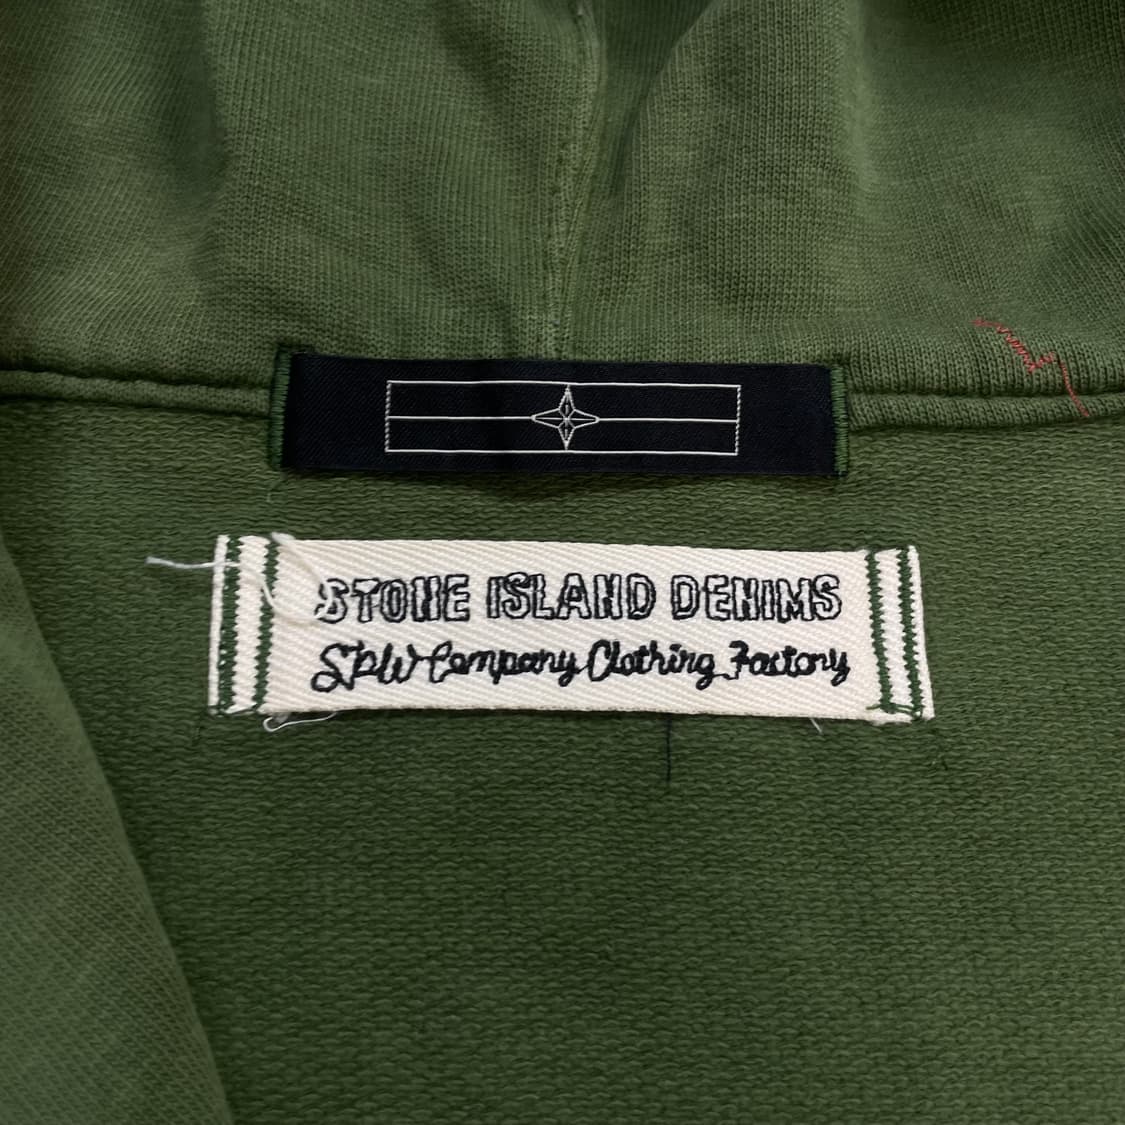 STONE ISLAND DENIMS
SPW Company Clothing Factory